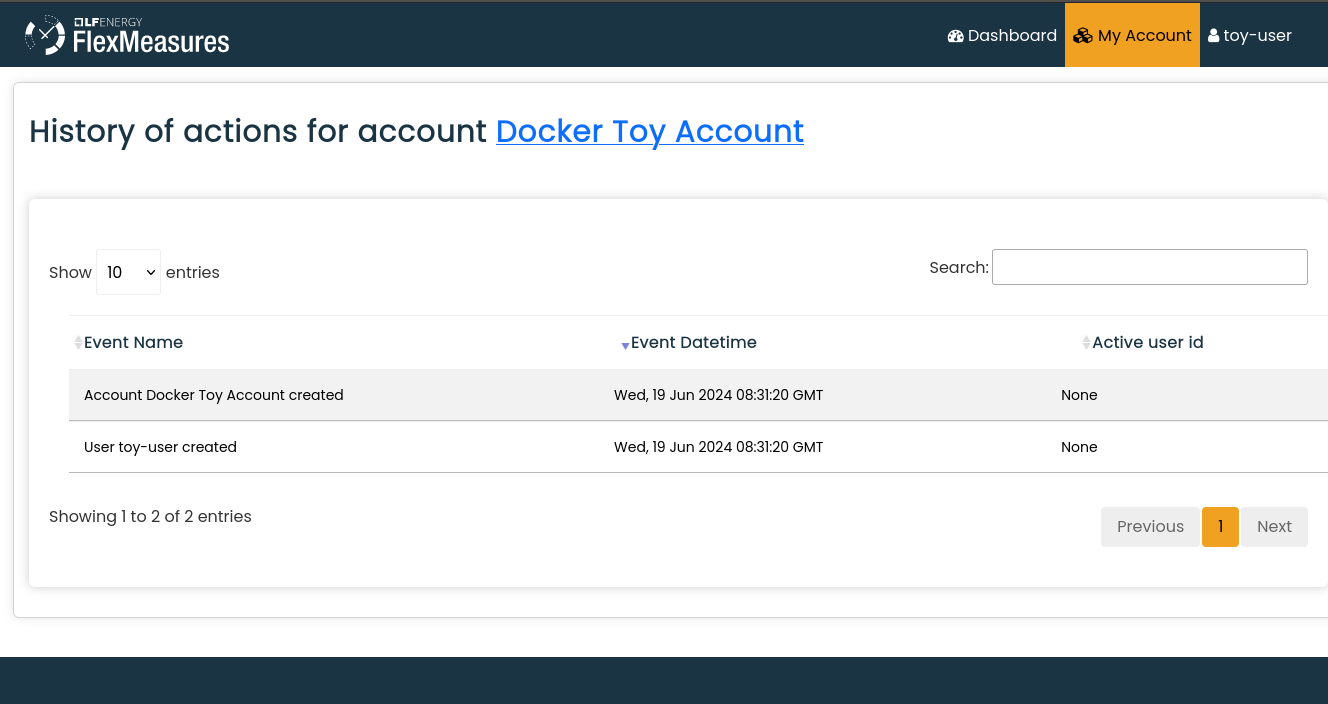 LFENERGY
FlexMeasures
Dashboard
My Account
toy-user
History of actions for account Docker Toy Account
Show 10 entries
Search:
Event Name Event Datetime Active user id
Account Docker Toy Account created Wed, 19 Jun 2024 08:31:20 GMT None
User toy-user created Wed, 19 Jun 2024 08:31:20 GMT None
Showing 1 to 2 of 2 entries
Previous 1 Next